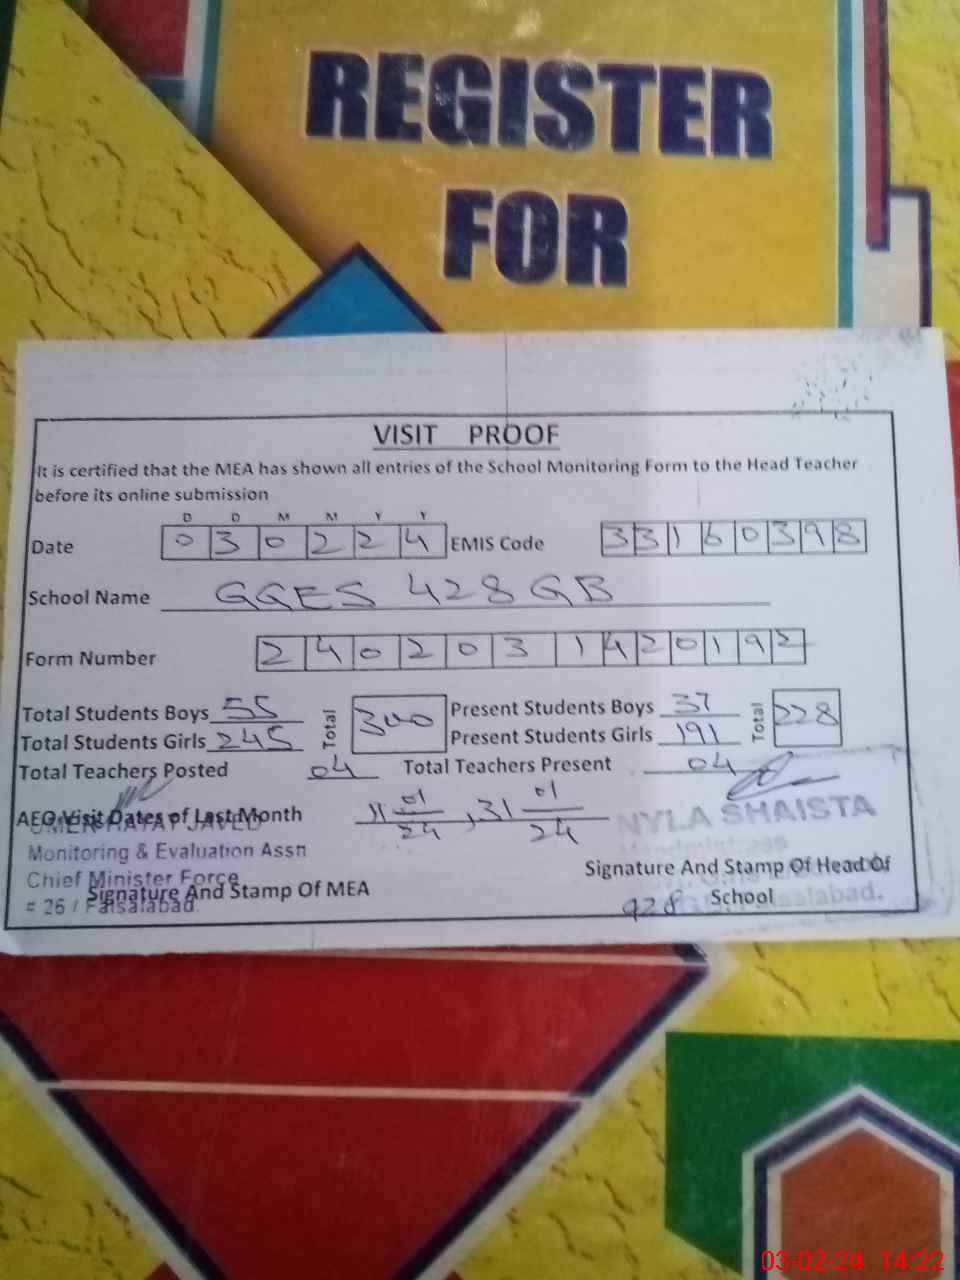 REGISTER
FOR
VISIT PROOF
It is certified that the MEA has shown all entries of the School Monitoring Form to the Head Teacher
before its online submission
D D M M Y Y
Date 0 3 0 2 2 4 EMIS Code 3 3 1 6 0 3 9 8
School Name GGES 428 GB
Form Number 2 4 0 2 0 3 1 4 2 0 1 9 2
Total Students Boys 55 Total 300 Present Students Boys 37 Total 228
Total Students Girls 245 Present Students Girls 191
Total Teachers Posted 04 Total Teachers Present 04
AEO Visit Dates of Last Month 11 01/24, 31 01/24
UMER HAYAT JAVED
NYLA SHAISTA
Monitoring & Evaluation Assn
Chief Minister Force
Signature And Stamp Of MEA
# 26 / Faisalabad.
Signature And Stamp Of Head Of
School
428 Faisalabad.
03-02-24 14:22